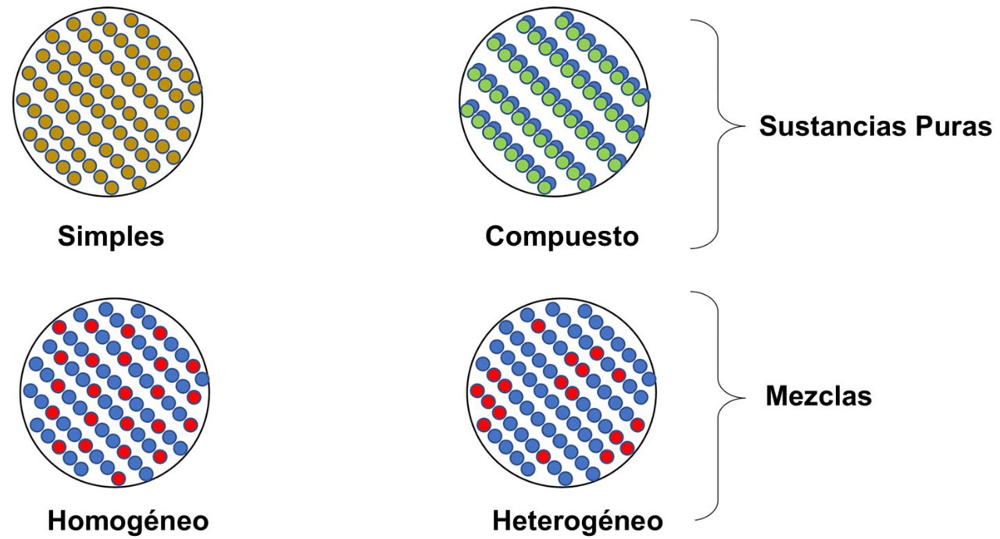 Simples
Compuesto
Sustancias Puras
Homogéneo
Heterogéneo
Mezclas